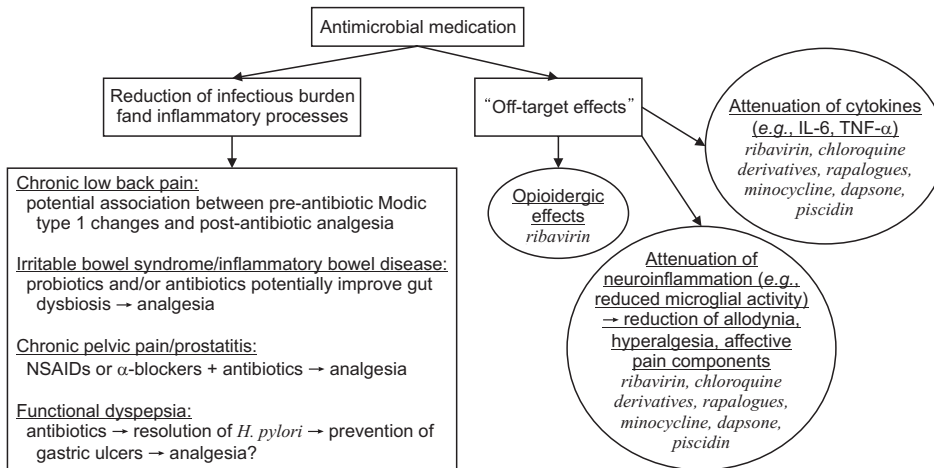 Antimicrobial medication
Reduction of infectious burden
fand inflammatory processes
Chronic low back pain:
potential association between pre-antibiotic Modic
type 1 changes and post-antibiotic analgesia
Irritable bowel syndrome/inflammatory bowel disease:
probiotics and/or antibiotics potentially improve gut
dysbiosis → analgesia
Chronic pelvic pain/prostatitis:
NSAIDs or α-blockers + antibiotics → analgesia
Functional dyspepsia:
antibiotics → resolution of H. pylori → prevention of
gastric ulcers → analgesia?
“Off-target effects”
Opioidergic
effects
ribavirin
Attenuation of
neuroinflammation (e.g.,
reduced microglial activity)
→ reduction of allodynia,
hyperalgesia, affective
pain components
ribavirin, chloroquine
derivatives, rapalogues,
minocycline, dapsone,
piscidin
Attenuation of cytokines
(e.g., IL-6, TNF-α)
ribavirin, chloroquine
derivatives, rapalogues,
minocycline, dapsone,
piscidin